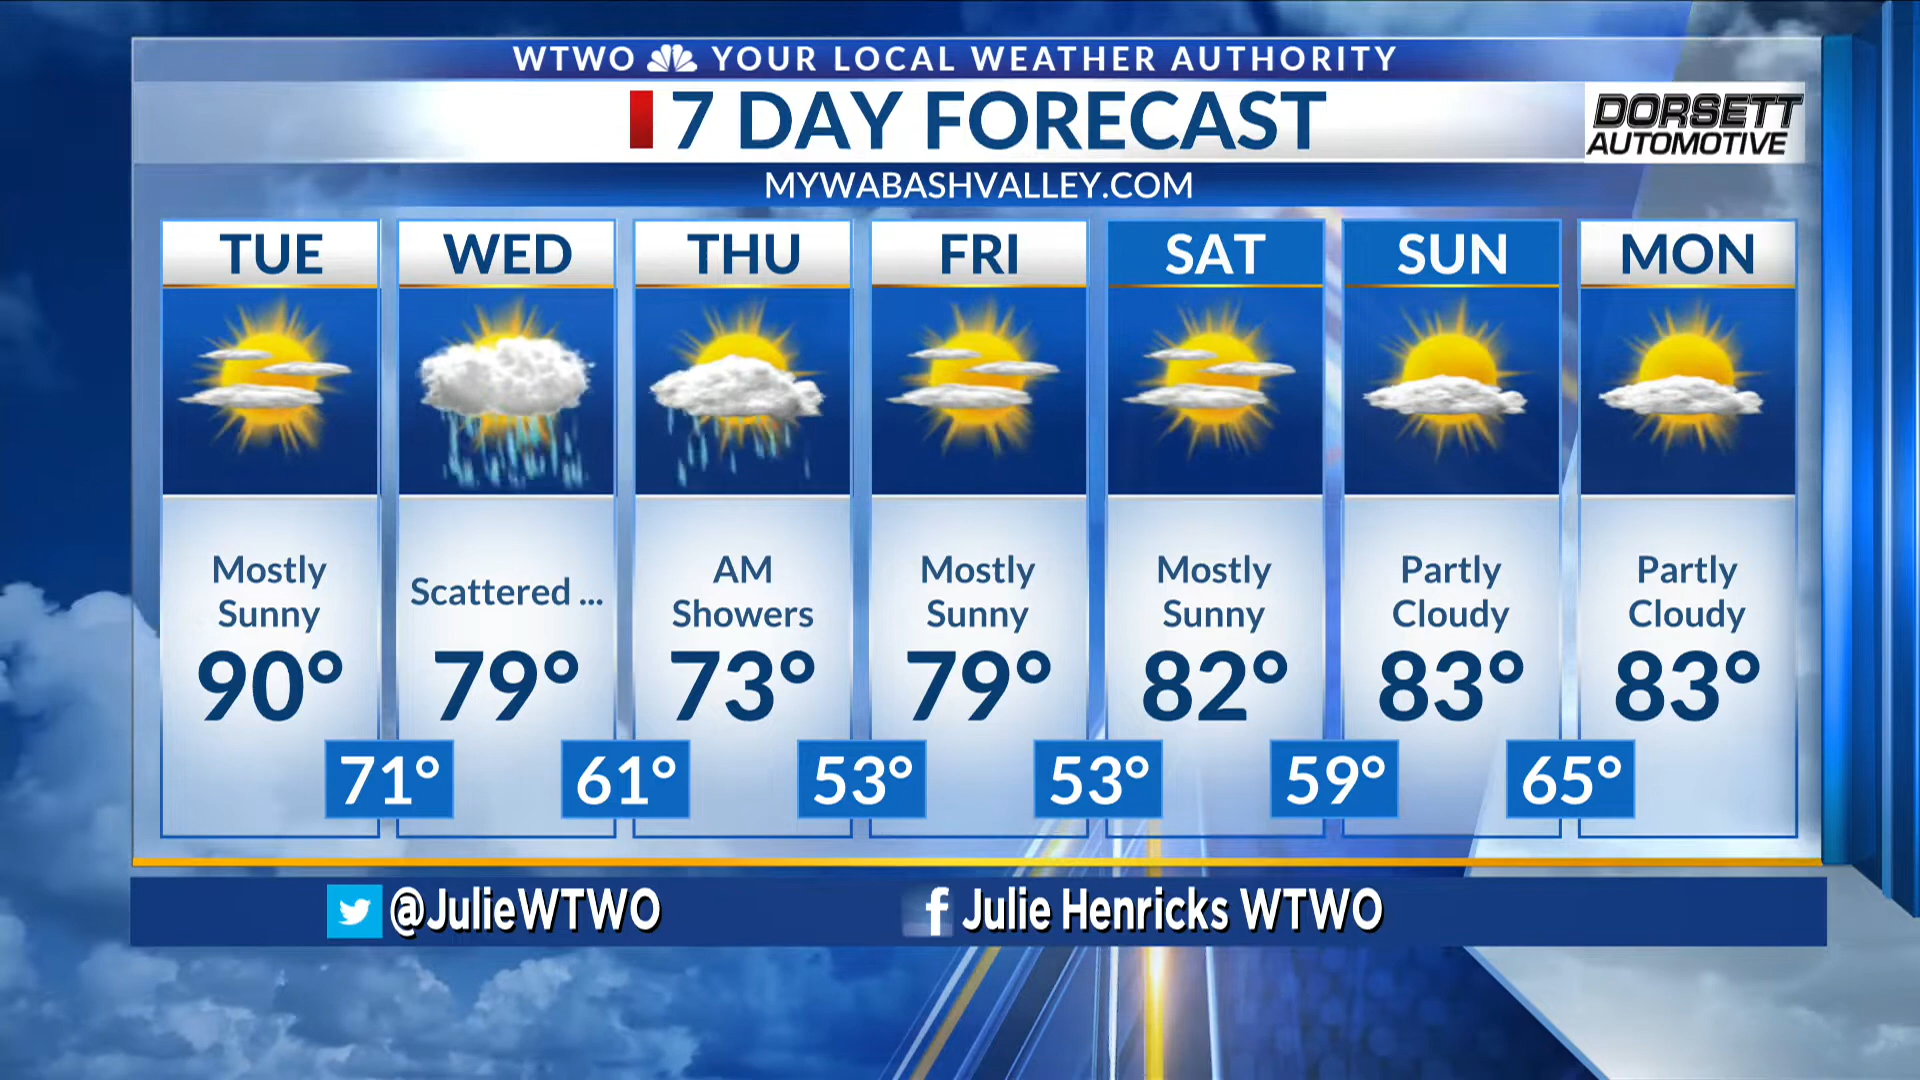 WTWO YOUR LOCAL WEATHER AUTHORITY
7 DAY FORECAST
DORSETT
AUTOMOTIVE
MYWABASHVALLEY.COM
TUE WED THU FRI SAT SUN MON
Mostly
Sunny
90°
Scattered ...
79°
AM
Showers
73°
Mostly
Sunny
79°
Mostly
Sunny
82°
Partly
Cloudy
83°
Partly
Cloudy
83°
71° 61° 53° 53° 59° 65°
@JulieWTWO
f Julie Henricks WTWO